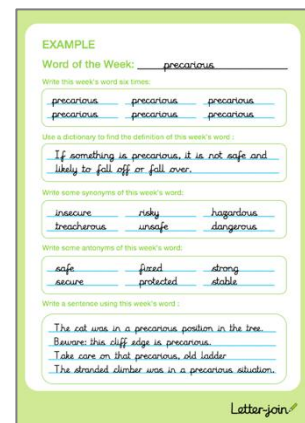 EXAMPLE
Word of the Week: precarious
Write this week's word six times:
precarious precarious precarious
precarious precarious precarious
Use a dictionary to find the definition of this week's word :
If something is precarious, it is not safe and
likely to fall off or fall over.
Write some synonyms of this week's word:
insecure risky hazardous
treacherous unsafe dangerous
Write some antonyms of this week's word:
safe fixed strong
secure protected stable
Write a sentence using this week's word :
The cat was in a precarious position in the tree.
Beware: this cliff edge is precarious.
Take care on that precarious, old ladder
The stranded climber was in a precarious situation.
Letter-join